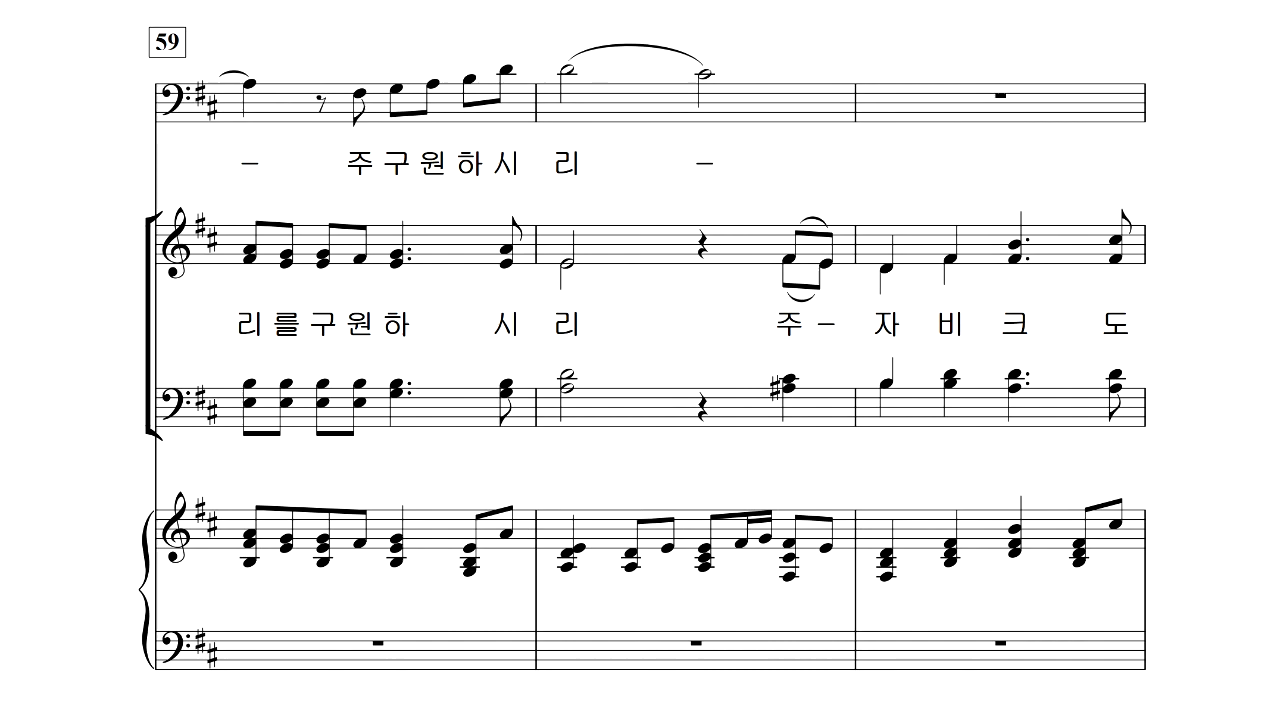 59
– 주 구 원 하 시 리 –
리 를 구 원 하 시 리 주 – 자 비 크 도